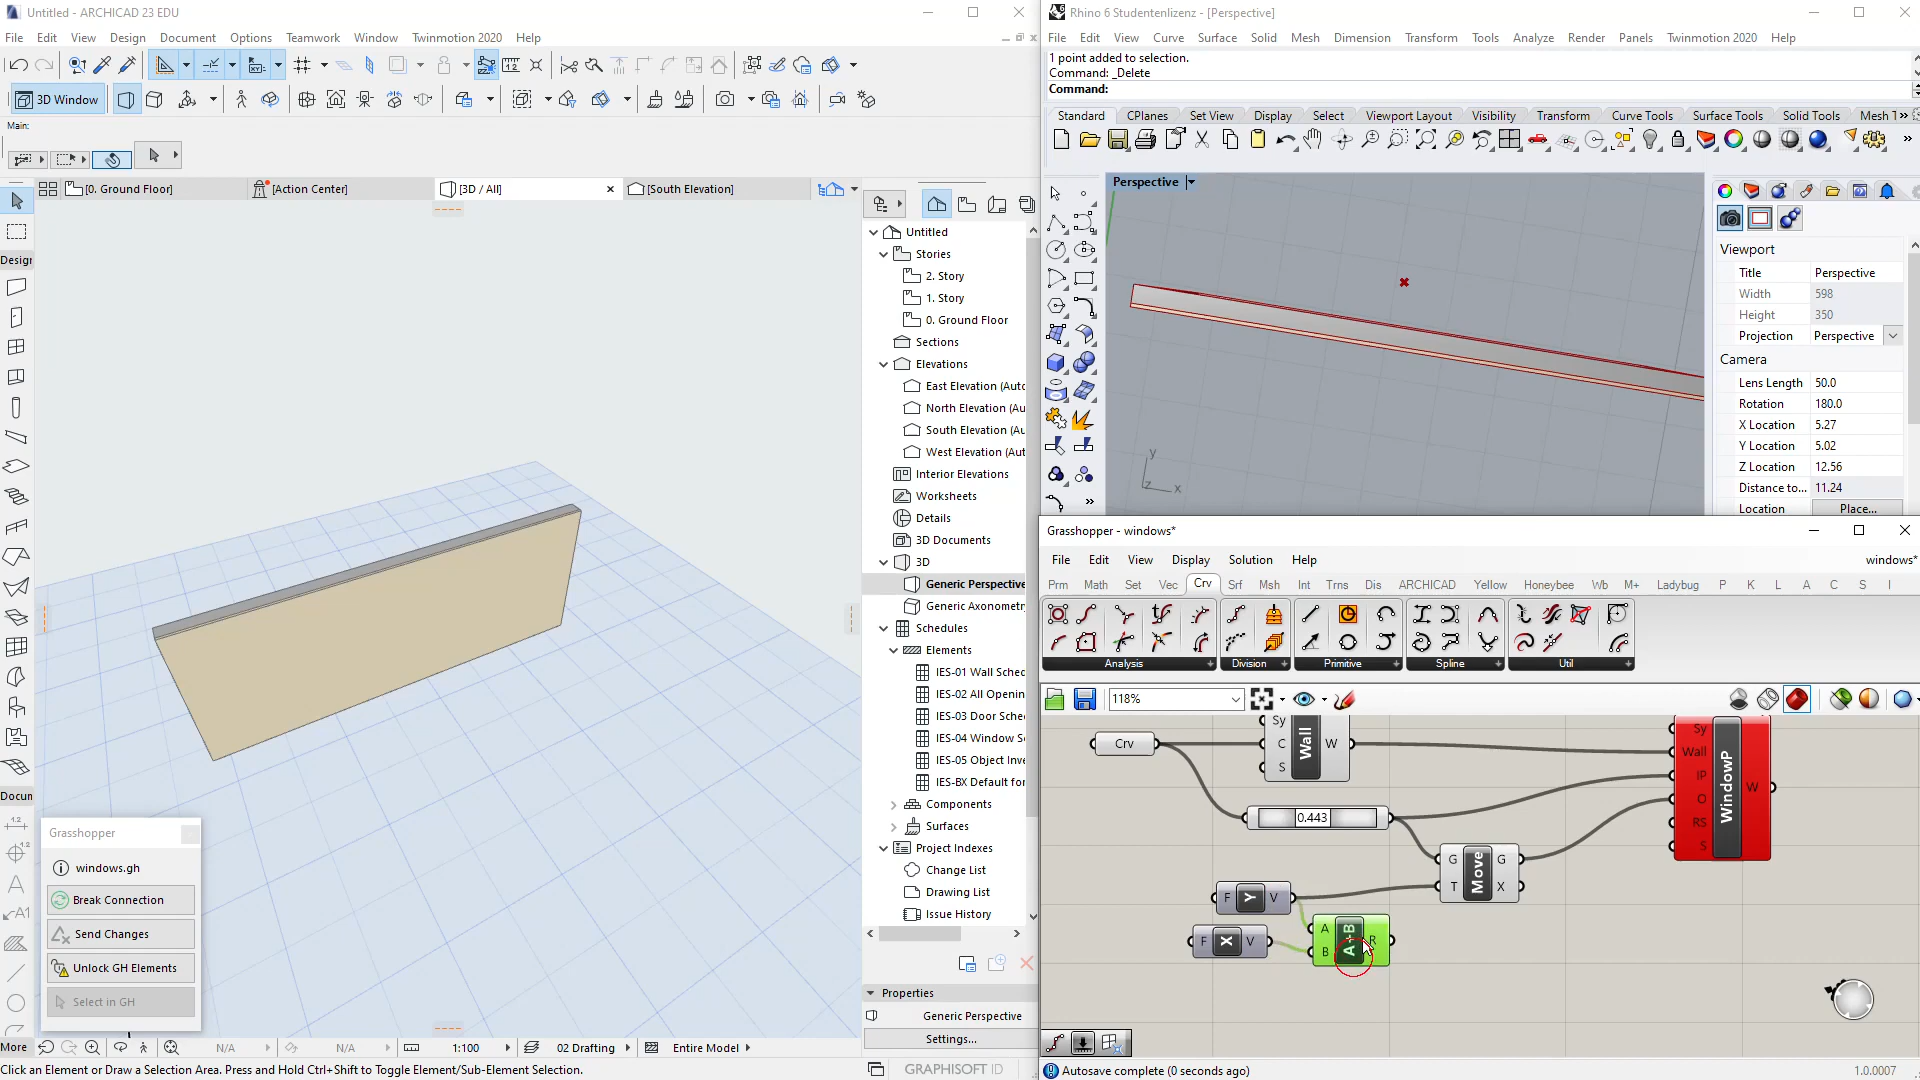 Untitled - ARCHICAD 23 EDU
File Edit View Design Document Options Teamwork Window Twinmotion 2020 Help
3D Window
Main:
[0. Ground Floor]
[Action Center]
[3D / All]
[South Elevation]
Desigr
Docun
More
Untitled
Stories
2. Story
1. Story
0. Ground Floor
Sections
Elevations
East Elevation (Auto
North Elevation (Au
South Elevation (Aut
West Elevation (Aut
Interior Elevations
Worksheets
Details
3D Documents
3D
Generic Perspective
Generic Axonometr
Schedules
Elements
IES-01 Wall Sched
IES-02 All Opening
IES-03 Door Sche
IES-04 Window S
IES-05 Object Inve
IES-BX Default for
Components
Surfaces
Project Indexes
Change List
Drawing List
Issue History
Properties
Generic Perspective
Settings...
Grasshopper
windows.gh
Break Connection
Send Changes
Unlock GH Elements
Select in GH
N/A
N/A
1:100
02 Drafting
Entire Model
Click an Element or Draw a Selection Area. Press and Hold Ctrl+Shift to Toggle Element/Sub-Element Selection.
GRAPHISOFT ID
Rhino 6 Studentenlizenz - [Perspective]
File Edit View Curve Surface Solid Mesh Dimension Transform Tools Analyze Render Panels Twinmotion 2020 Help
1 point added to selection.
Command: _Delete
Command:
Standard CPlanes Set View Display Select Viewport Layout Visibility Transform Curve Tools Surface Tools Solid Tools Mesh T »
Perspective
y
z x
Viewport
Title Perspective
Width 598
Height 350
Projection Perspective
Camera
Lens Length 50.0
Rotation 180.0
X Location 5.27
Y Location 5.02
Z Location 12.56
Distance to... 11.24
Location Place...
Grasshopper - windows*
File Edit View Display Solution Help
windows*
Prm Math Set Vec Crv Srf Msh Int Trns Dis ARCHICAD Yellow Honeybee Wb M+ Ladybug P K L A C S I
Analysis Division Primitive Spline Util
118%
Crv
Sy
C
S
Wall
W
0.443
F Y V
F X V
A
B
A+B
R
G
T
Move
G
X
Sy
Wall
IP
O
RS
S
WindowP
W
Autosave complete (0 seconds ago)
1.0.0007